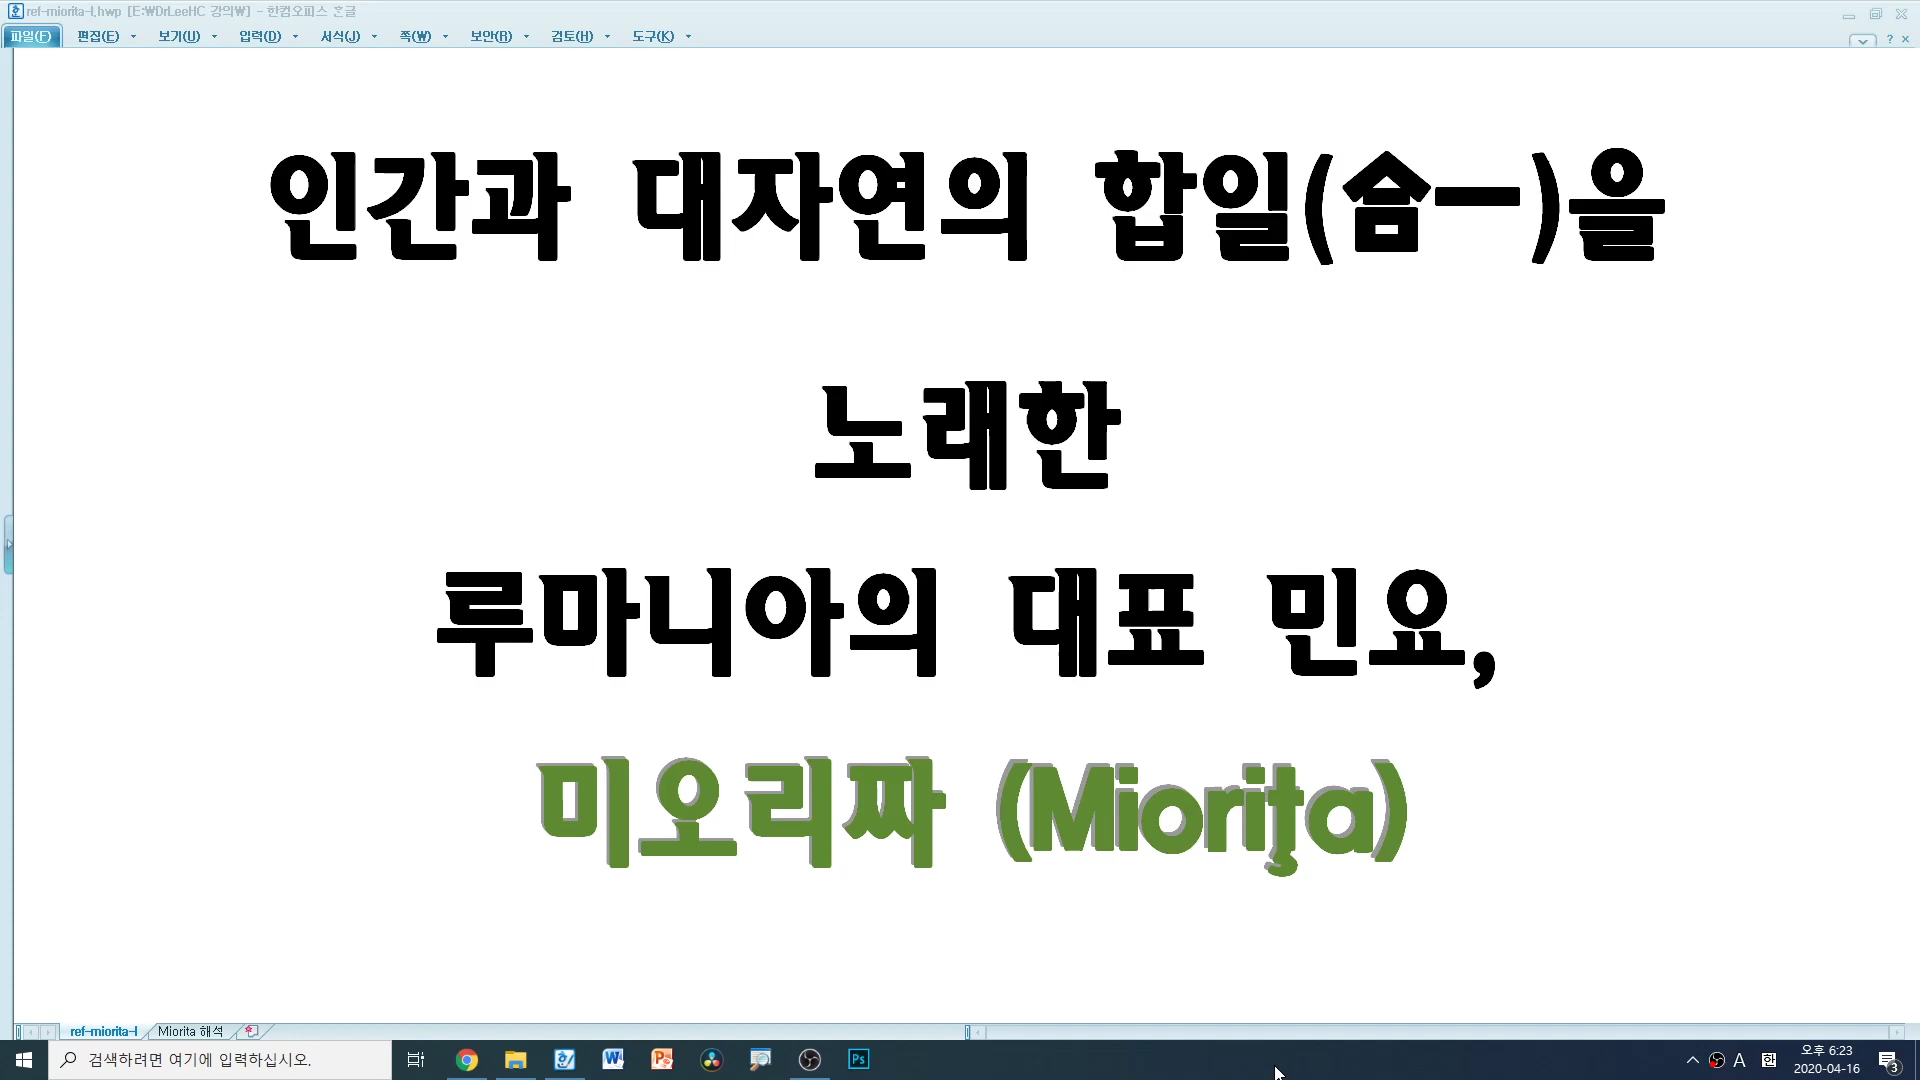 ref-miorita-l.hwp [E:\DrLeeHC 강의\] - 한컴오피스 한글
파일(F) 편집(E) 보기(U) 입력(D) 서식(J) 쪽(W) 보안(R) 검토(H) 도구(K)
인간과 대자연의 합일(合一)을
노래한
루마니아의 대표 민요,
미오리짜 (Mioriţa)
ref-miorita-l Miorita 해석
검색하려면 여기에 입력하십시오.
A 한 오후 6:23
2020-04-16
3